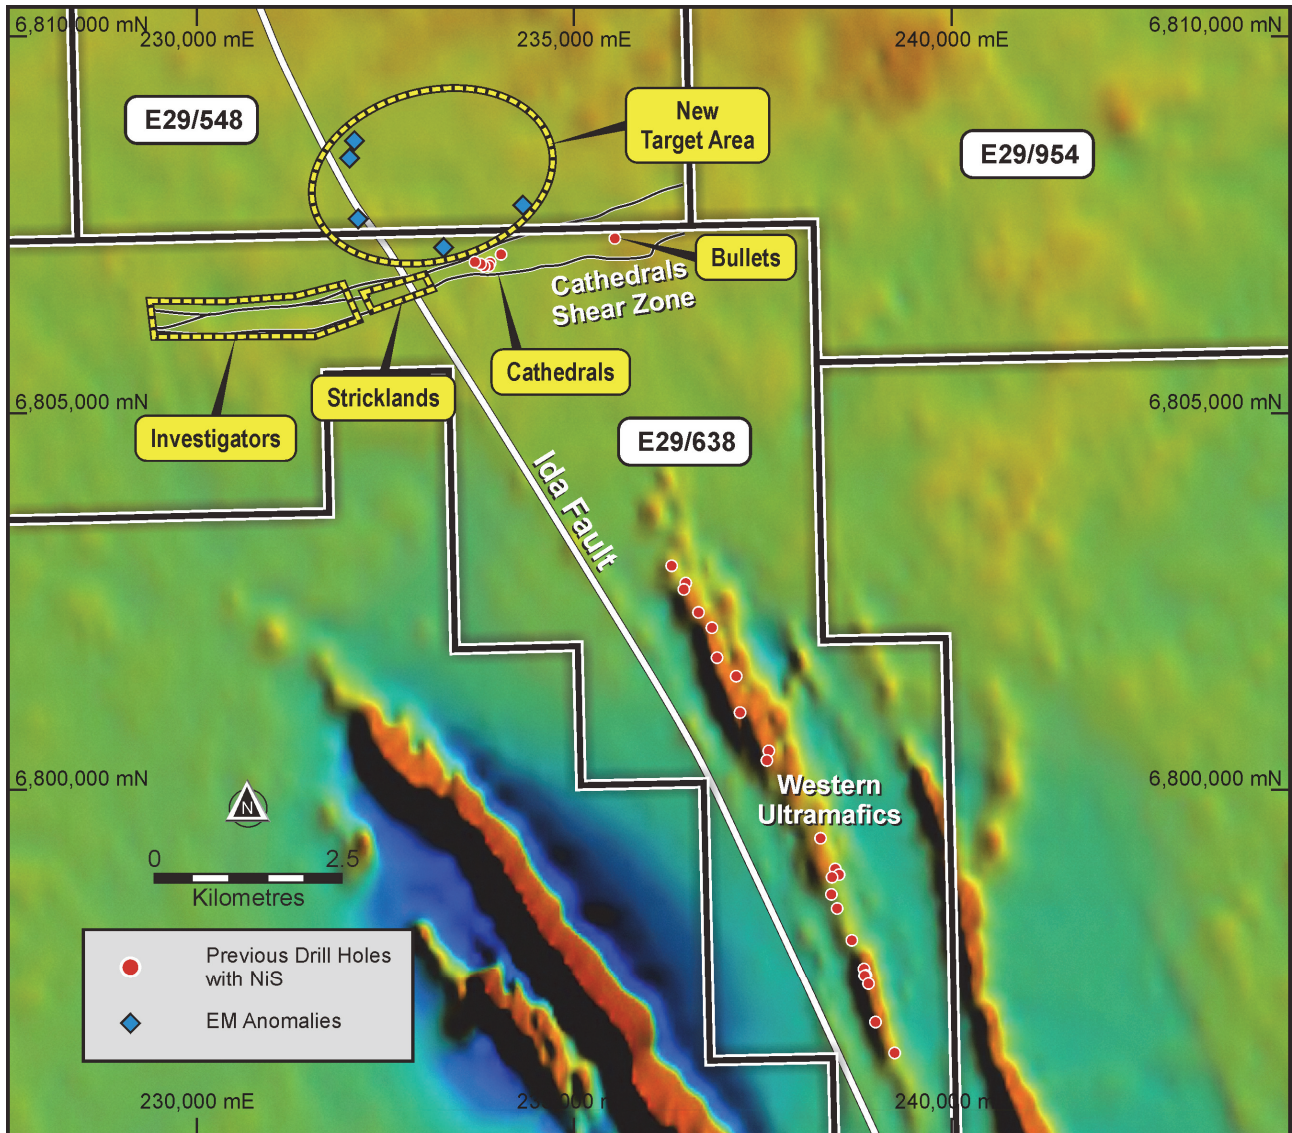 6,810,000 mN
230,000 mE
235,000 mE
240,000 mE
6,810,000 mN
E29/548
New
Target Area
E29/954
Bullets
Cathedrals
Shear Zone
Cathedrals
Stricklands
Investigators
6,805,000 mN
6,805,000 mN
E29/638
Ida Fault
6,800,000 mN
6,800,000 mN
Western
Ultramafics
N
0 2.5
Kilometres
Previous Drill Holes
with NiS
EM Anomalies
230,000 mE
235,000 m
240,000 m